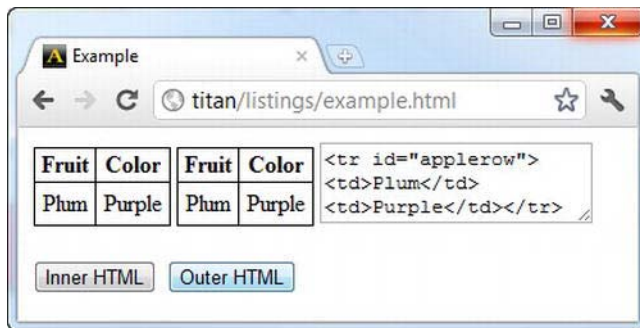 A Example
titan/listings/example.html
Fruit Color Fruit Color <tr id="applerow">
Plum Purple Plum Purple <td>Plum</td>
<td>Purple</td></tr>
Inner HTML Outer HTML